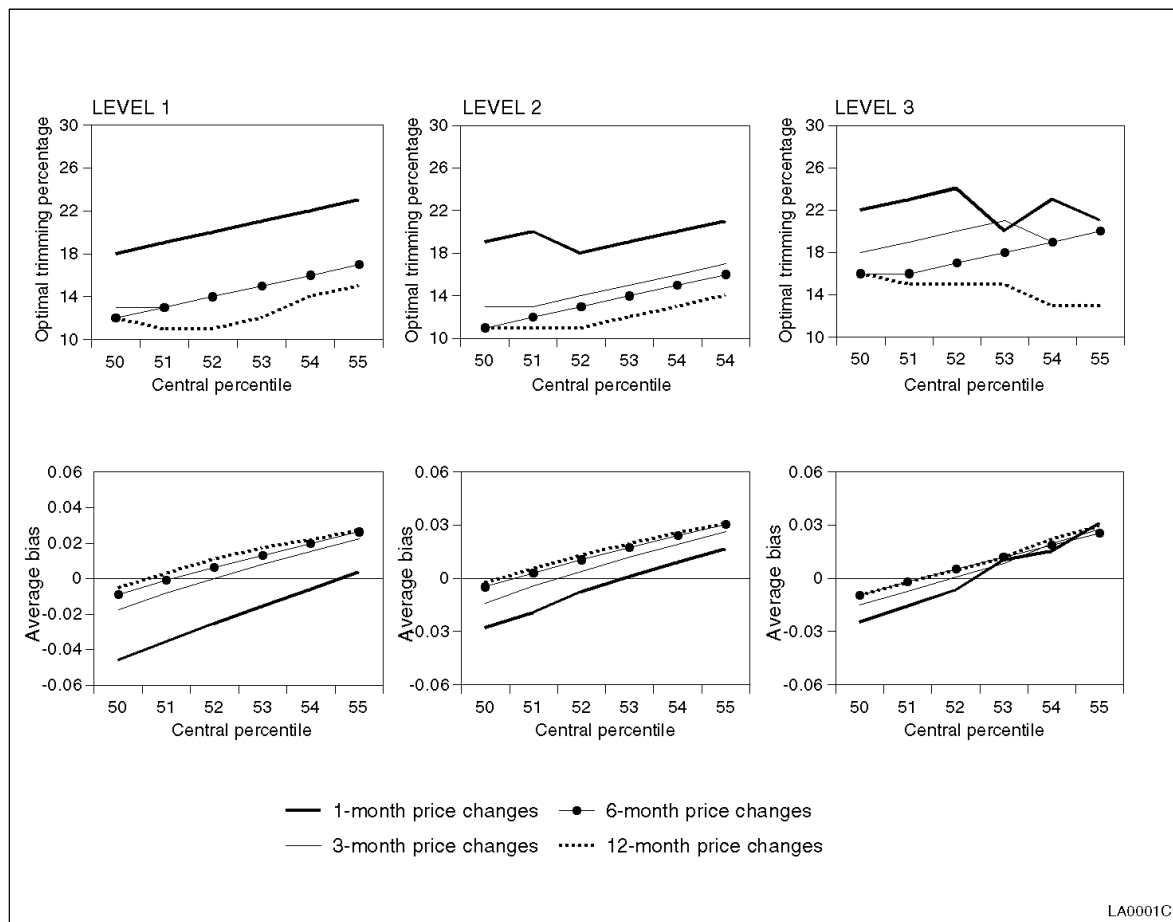 LEVEL 1
Optimal trimming percentage
30
26
22
18
14
10
50 51 52 53 54 55
Central percentile
LEVEL 2
Optimal trimming percentage
30
26
22
18
14
10
50 51 52 53 54 54
Central percentile
LEVEL 3
Optimal trimming percentage
30
26
22
18
14
10
50 51 52 53 54 55
Central percentile
Average bias
0.06
0.04
0.02
0
-0.02
-0.04
-0.06
50 51 52 53 54 55
Central percentile
Average bias
0.06
0.03
0
-0.03
-0.06
50 51 52 53 54 55
Central percentile
Average bias
0.06
0.03
0
-0.03
-0.06
50 51 52 53 54 55
Central percentile
1-month price changes
6-month price changes
3-month price changes
12-month price changes
LA0001C